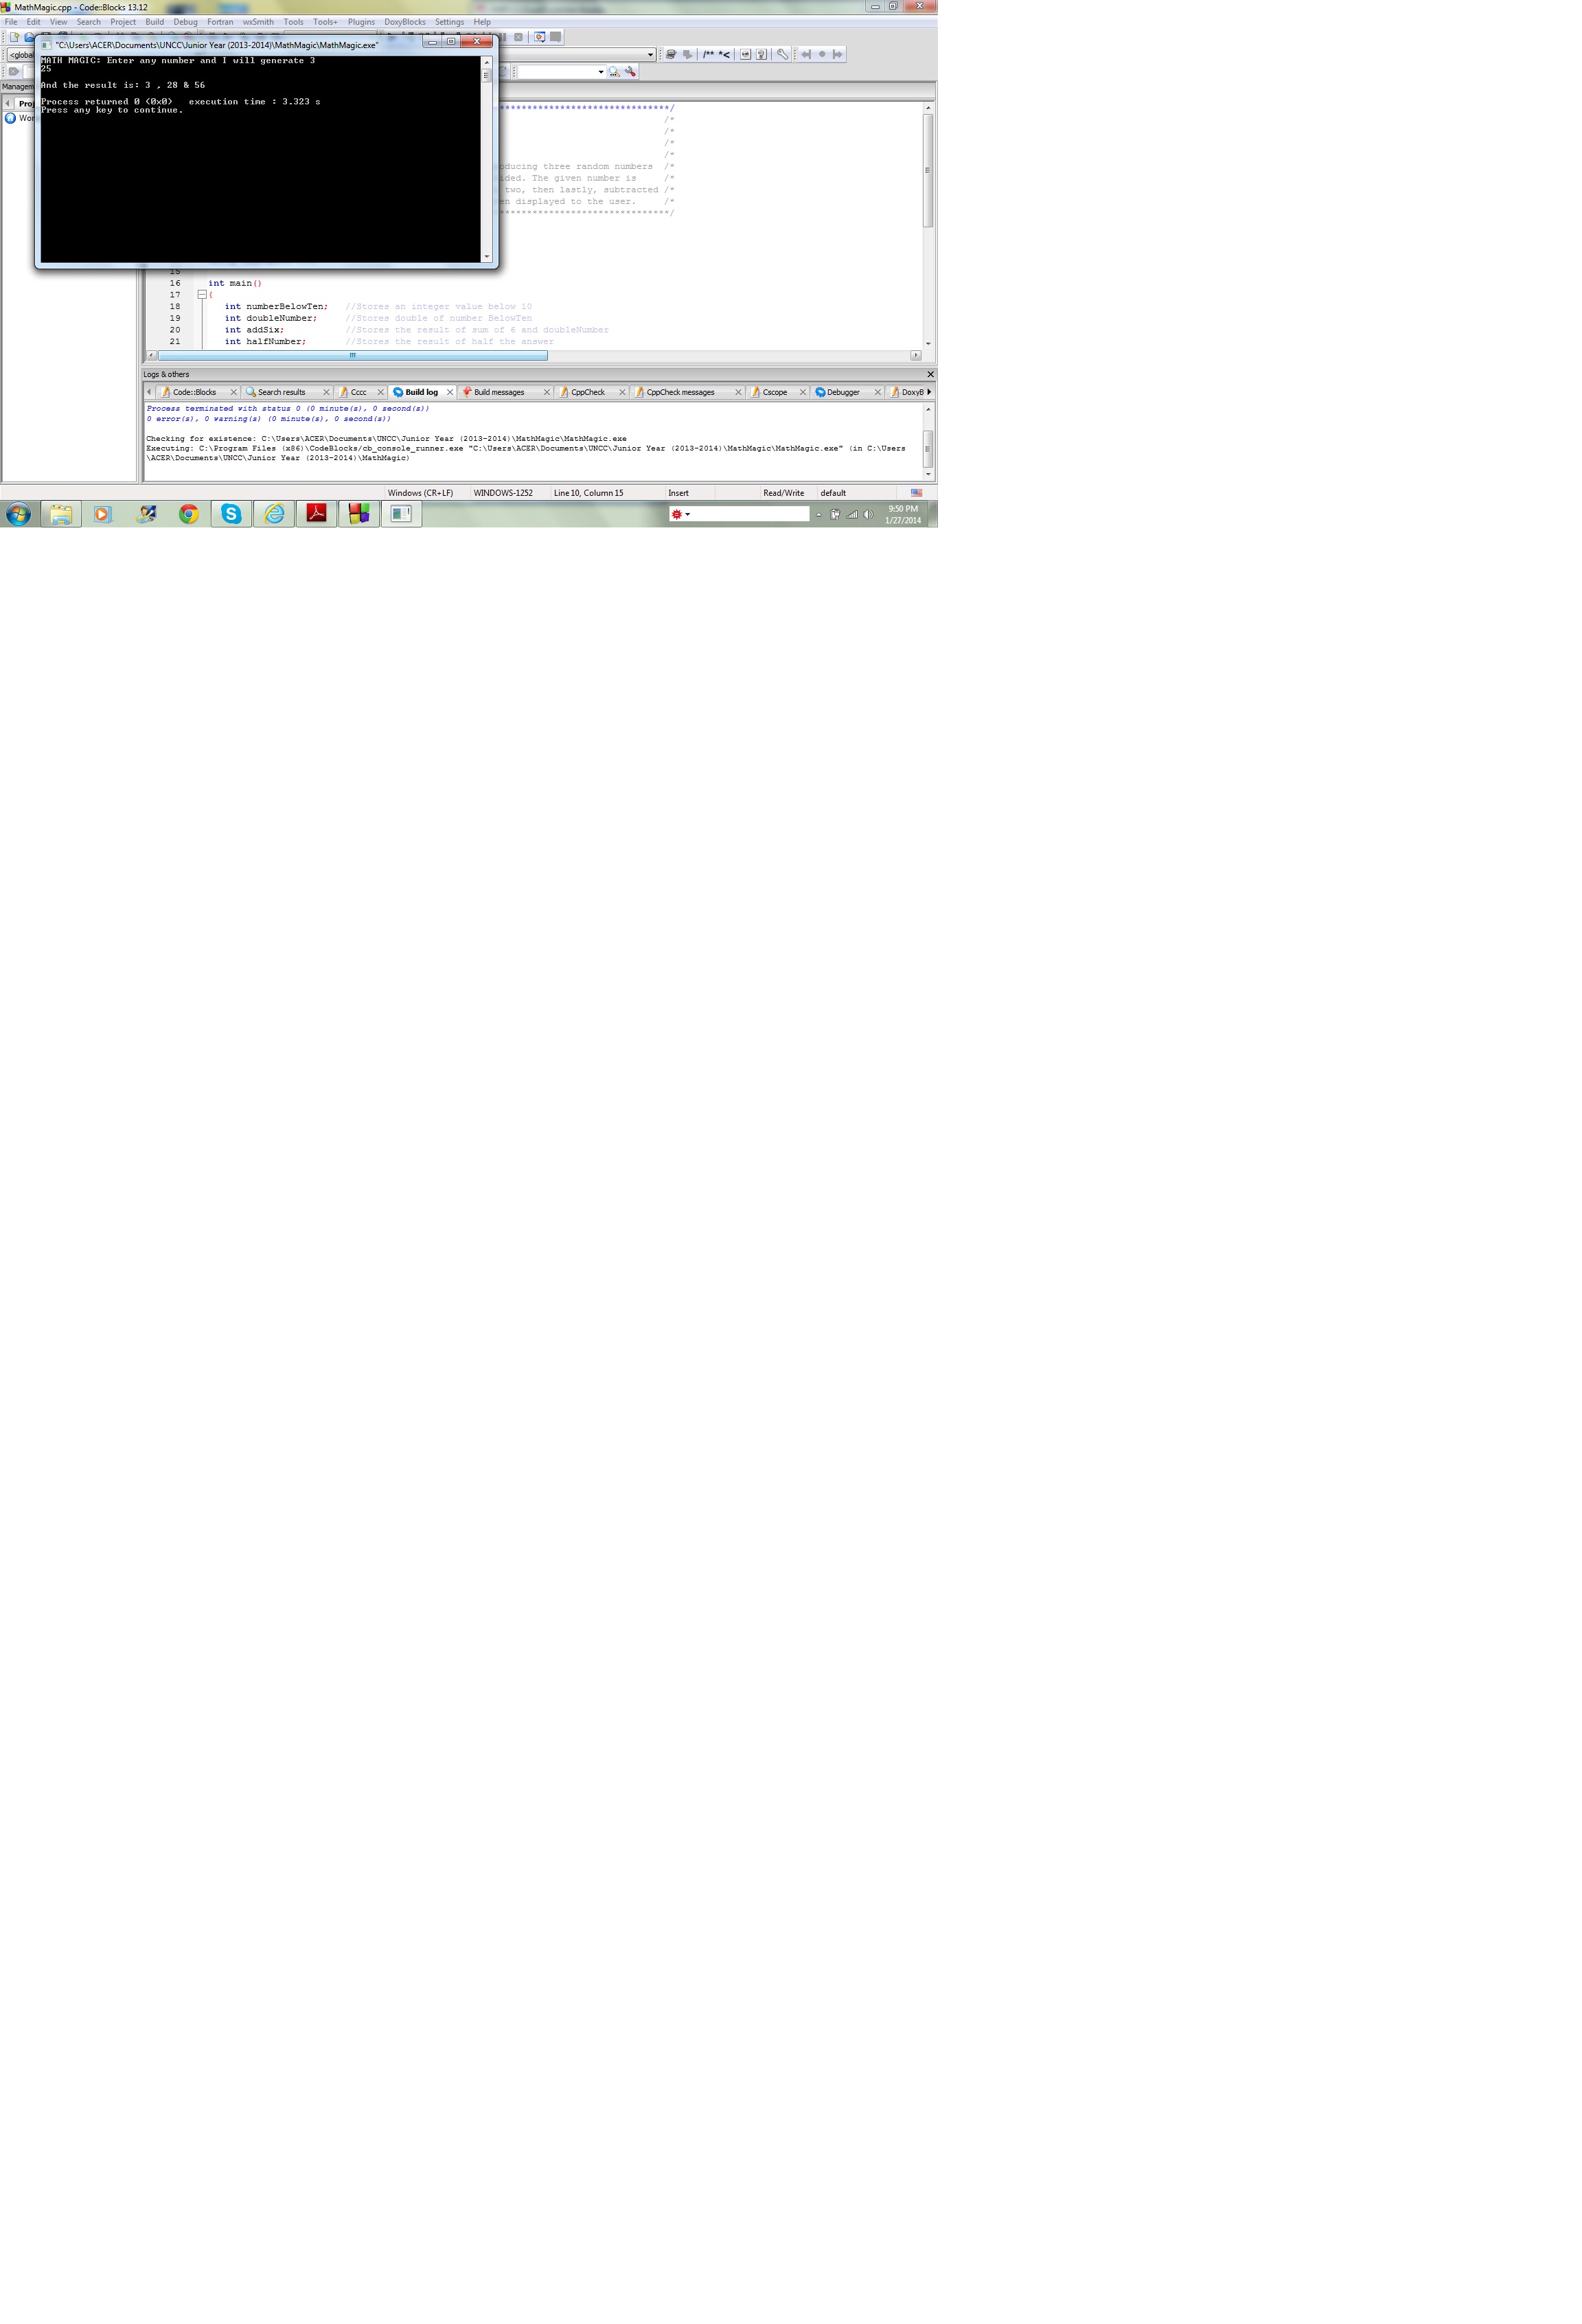 MathMagic.cpp - Code::Blocks 13.12
File Edit View Search Project Build Debug Fortran wxSmith Tools Tools+ Plugins DoxyBlocks Settings Help
"C:\Users\ACER\Documents\UNCC\Junior Year (2013-2014)\MathMagic\MathMagic.exe"
<global
/** *<
MATH MAGIC: Enter any number and I will generate 3
25
And the result is: 3 , 28 & 56
Process returned 0 (0x0)   execution time : 3.323 s
Press any key to continue.
Managem
Proj
Wor
*******************************/
/*
/*
/*
/*
oducing three random numbers /*
ided. The given number is /*
two, then lastly, subtracted /*
en displayed to the user. /*
*******************************/
15
16 int main()
17 {
18 int numberBelowTen; //Stores an integer value below 10
19 int doubleNumber; //Stores double of number BelowTen
20 int addSix; //Stores the result of sum of 6 and doubleNumber
21 int halfNumber; //Stores the result of half the answer
Logs & others
Code::Blocks Search results Cccc Build log Build messages CppCheck CppCheck messages Cscope Debugger DoxyB
Process terminated with status 0 (0 minute(s), 0 second(s))
0 error(s), 0 warning(s) (0 minute(s), 0 second(s))
Checking for existence: C:\Users\ACER\Documents\UNCC\Junior Year (2013-2014)\MathMagic\MathMagic.exe
Executing: C:\Program Files (x86)\CodeBlocks/cb_console_runner.exe "C:\Users\ACER\Documents\UNCC\Junior Year (2013-2014)\MathMagic\MathMagic.exe" (in C:\Users
\ACER\Documents\UNCC\Junior Year (2013-2014)\MathMagic)
Windows (CR+LF) WINDOWS-1252 Line 10, Column 15 Insert Read/Write default
9:50 PM
1/27/2014